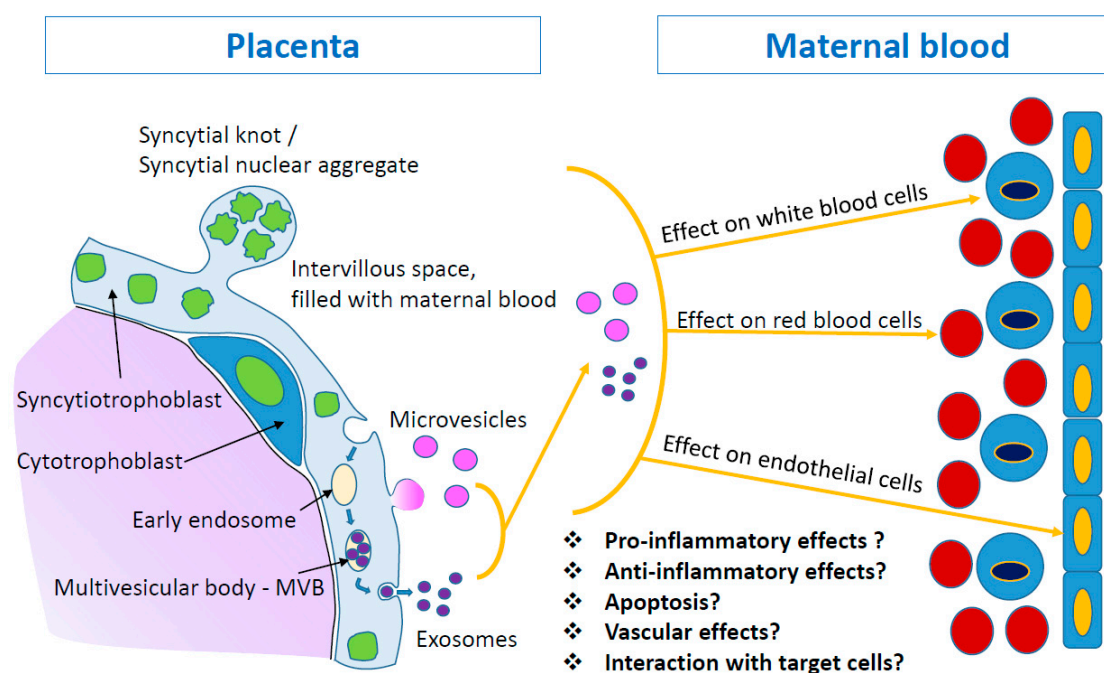 Placenta
Maternal blood
Syncytial knot /
Syncytial nuclear aggregate
Intervillous space,
filled with maternal blood
Syncytiotrophoblast
Cytotrophoblast
Early endosome
Multivesicular body - MVB
Microvesicles
Exosomes
Effect on white blood cells
Effect on red blood cells
Effect on endothelial cells
❖ Pro-inflammatory effects ?
❖ Anti-inflammatory effects?
❖ Apoptosis?
❖ Vascular effects?
❖ Interaction with target cells?